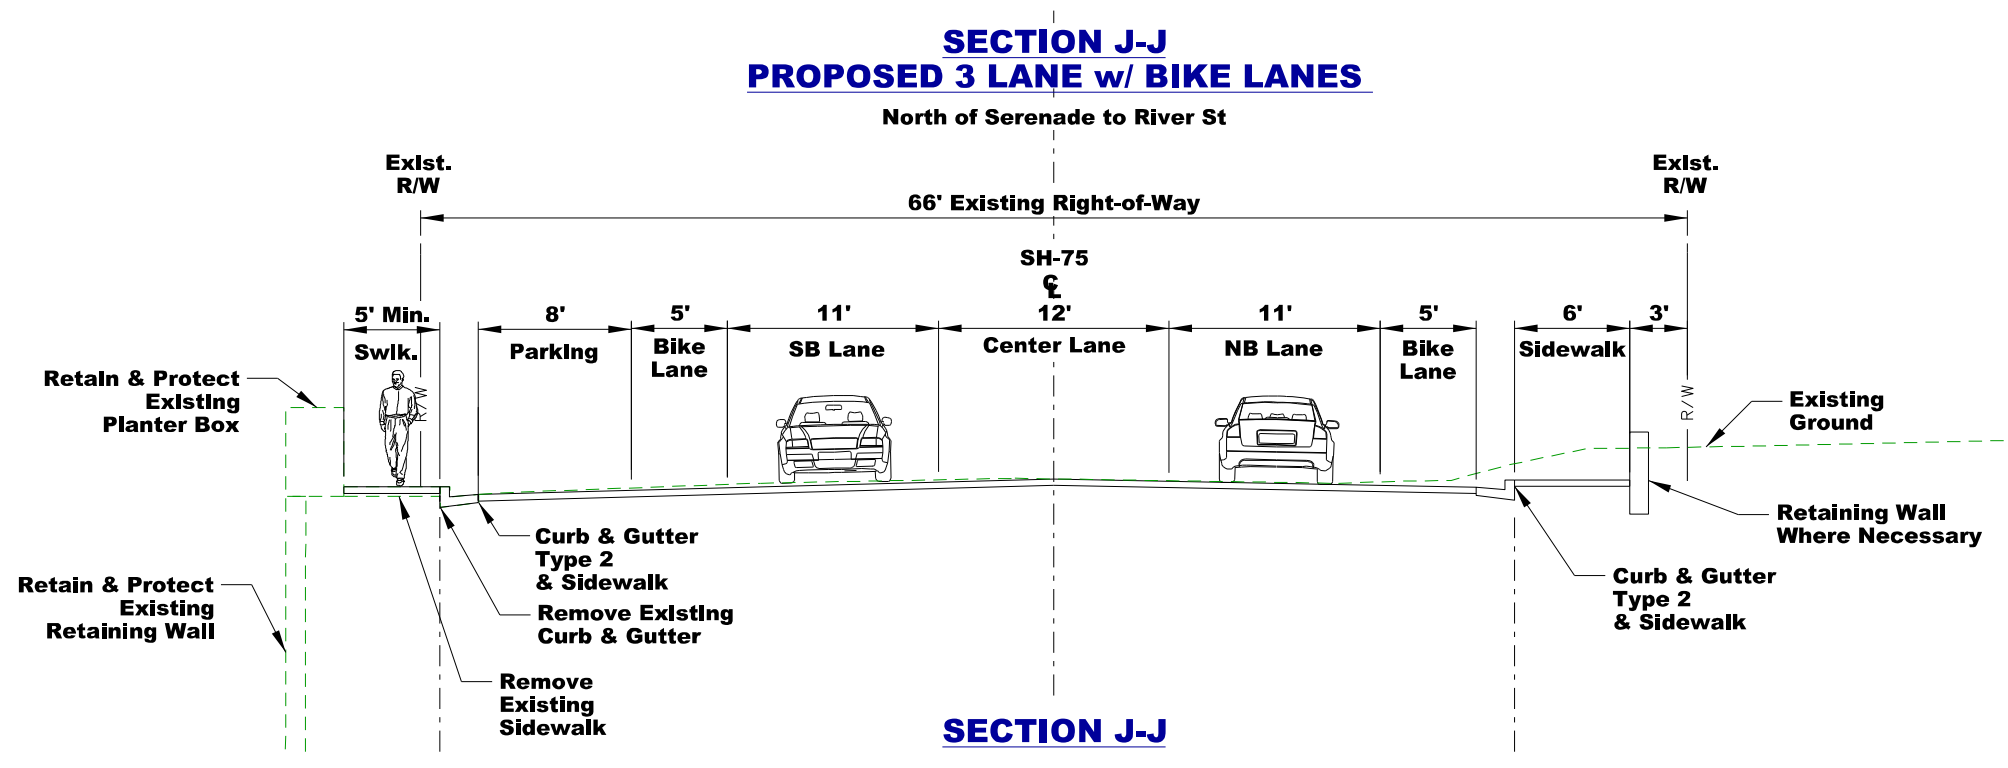 SECTION J-J
PROPOSED 3 LANE w/ BIKE LANES
North of Serenade to River St
Exist.
R/W
Exist.
R/W
66' Existing Right-of-Way
SH-75
CL
5' Min.
8'
5'
11'
12'
11'
5'
6'
3'
Swlk.
Parking
Bike
Lane
SB Lane
Center Lane
NB Lane
Bike
Lane
Sidewalk
R/W
R/W
Retain & Protect
Existing
Planter Box
Existing
Ground
Curb & Gutter
Type 2
& Sidewalk
Remove Existing
Curb & Gutter
Remove
Existing
Sidewalk
Retain & Protect
Existing
Retaining Wall
Retaining Wall
Where Necessary
Curb & Gutter
Type 2
& Sidewalk
SECTION J-J